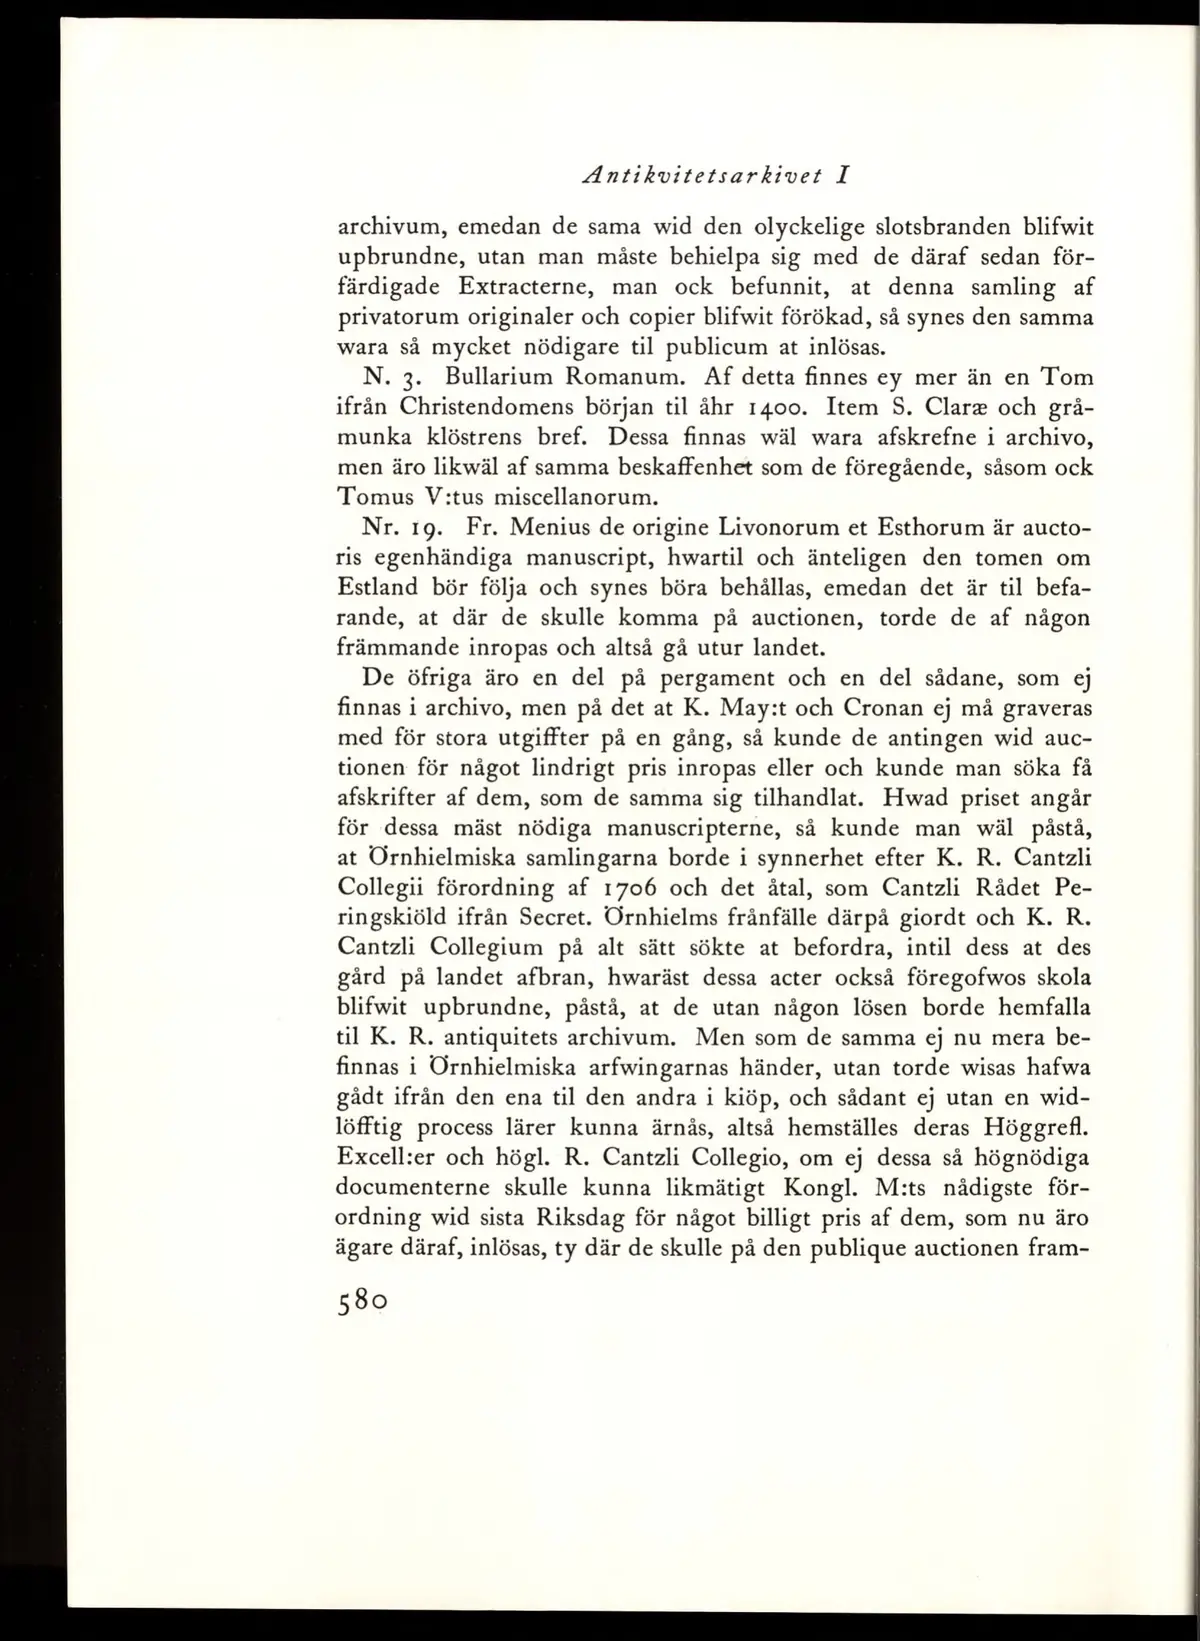 Antikvitetsarkivet I
archivum, emedan de sama wid den olyckelige slotsbranden blifwit
upbrundne, utan man måste behielpa sig med de däraf sedan för-
färdigade Extracterne, man ock befunnit, at denna samling af
privatorum originaler och copier blifwit förökad, så synes den samma
wara så mycket nödigare til publicum at inlösas.
N. 3. Bullarium Romanum. Af detta finnes ey mer än en Tom
ifrån Christendomens början til åhr 1400. Item S. Claræ och grå-
munka klöstrens bref. Dessa finnas wäl wara afskrefne i archivo,
men äro likwäl af samma beskaffenhet som de föregående, såsom ock
Tomus V:tus miscellanorum.
Nr. 19. Fr. Menius de origine Livonorum et Esthorum är aucto-
ris egenhändiga manuscript, hwartil och änteligen den tomen om
Estland bör följa och synes böra behållas, emedan det är til befa-
rande, at där de skulle komma på auctionen, torde de af någon
främmande inropas och altså gå utur landet.
De öfriga äro en del på pergament och en del sådane, som ej
finnas i archivo, men på det at K. May:t och Cronan ej må graveras
med för stora utgiffter på en gång, så kunde de antingen wid auc-
tionen för något lindrigt pris inropas eller och kunde man söka få
afskrifter af dem, som de samma sig tilhandlat. Hwad priset angår
för dessa mäst nödiga manuscripterne, så kunde man wäl påstå,
at Örnhielmiska samlingarna borde i synnerhet efter K. R. Cantzli
Collegii förordning af 1706 och det åtal, som Cantzli Rådet Pe-
ringskiöld ifrån Secret. Örnhielms frånfälle därpå giordt och K. R.
Cantzli Collegium på alt sätt sökte at befordra, intil dess at des
gård på landet afbran, hwaräst dessa acter också föregofwos skola
blifwit upbrundne, påstå, at de utan någon lösen borde hemfalla
til K. R. antiquitets archivum. Men som de samma ej nu mera be-
finnas i Örnhielmiska arfwingarnas händer, utan torde wisas hafwa
gådt ifrån den ena til den andra i kiöp, och sådant ej utan en wid-
löfftig process lärer kunna ärnås, altså hemställes deras Höggrefl.
Excell:er och högl. R. Cantzli Collegio, om ej dessa så högnödiga
documenterne skulle kunna likmätigt Kongl. M:ts nådigste för-
ordning wid sista Riksdag för något billigt pris af dem, som nu äro
ägare däraf, inlösas, ty där de skulle på den publique auctionen fram-
580